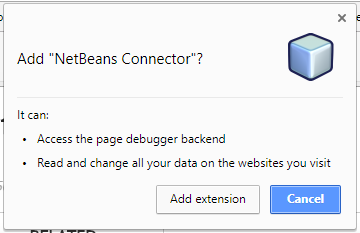 Add "NetBeans Connector"?
It can:
• Access the page debugger backend
• Read and change all your data on the websites you visit
Add extension
Cancel
RELATED